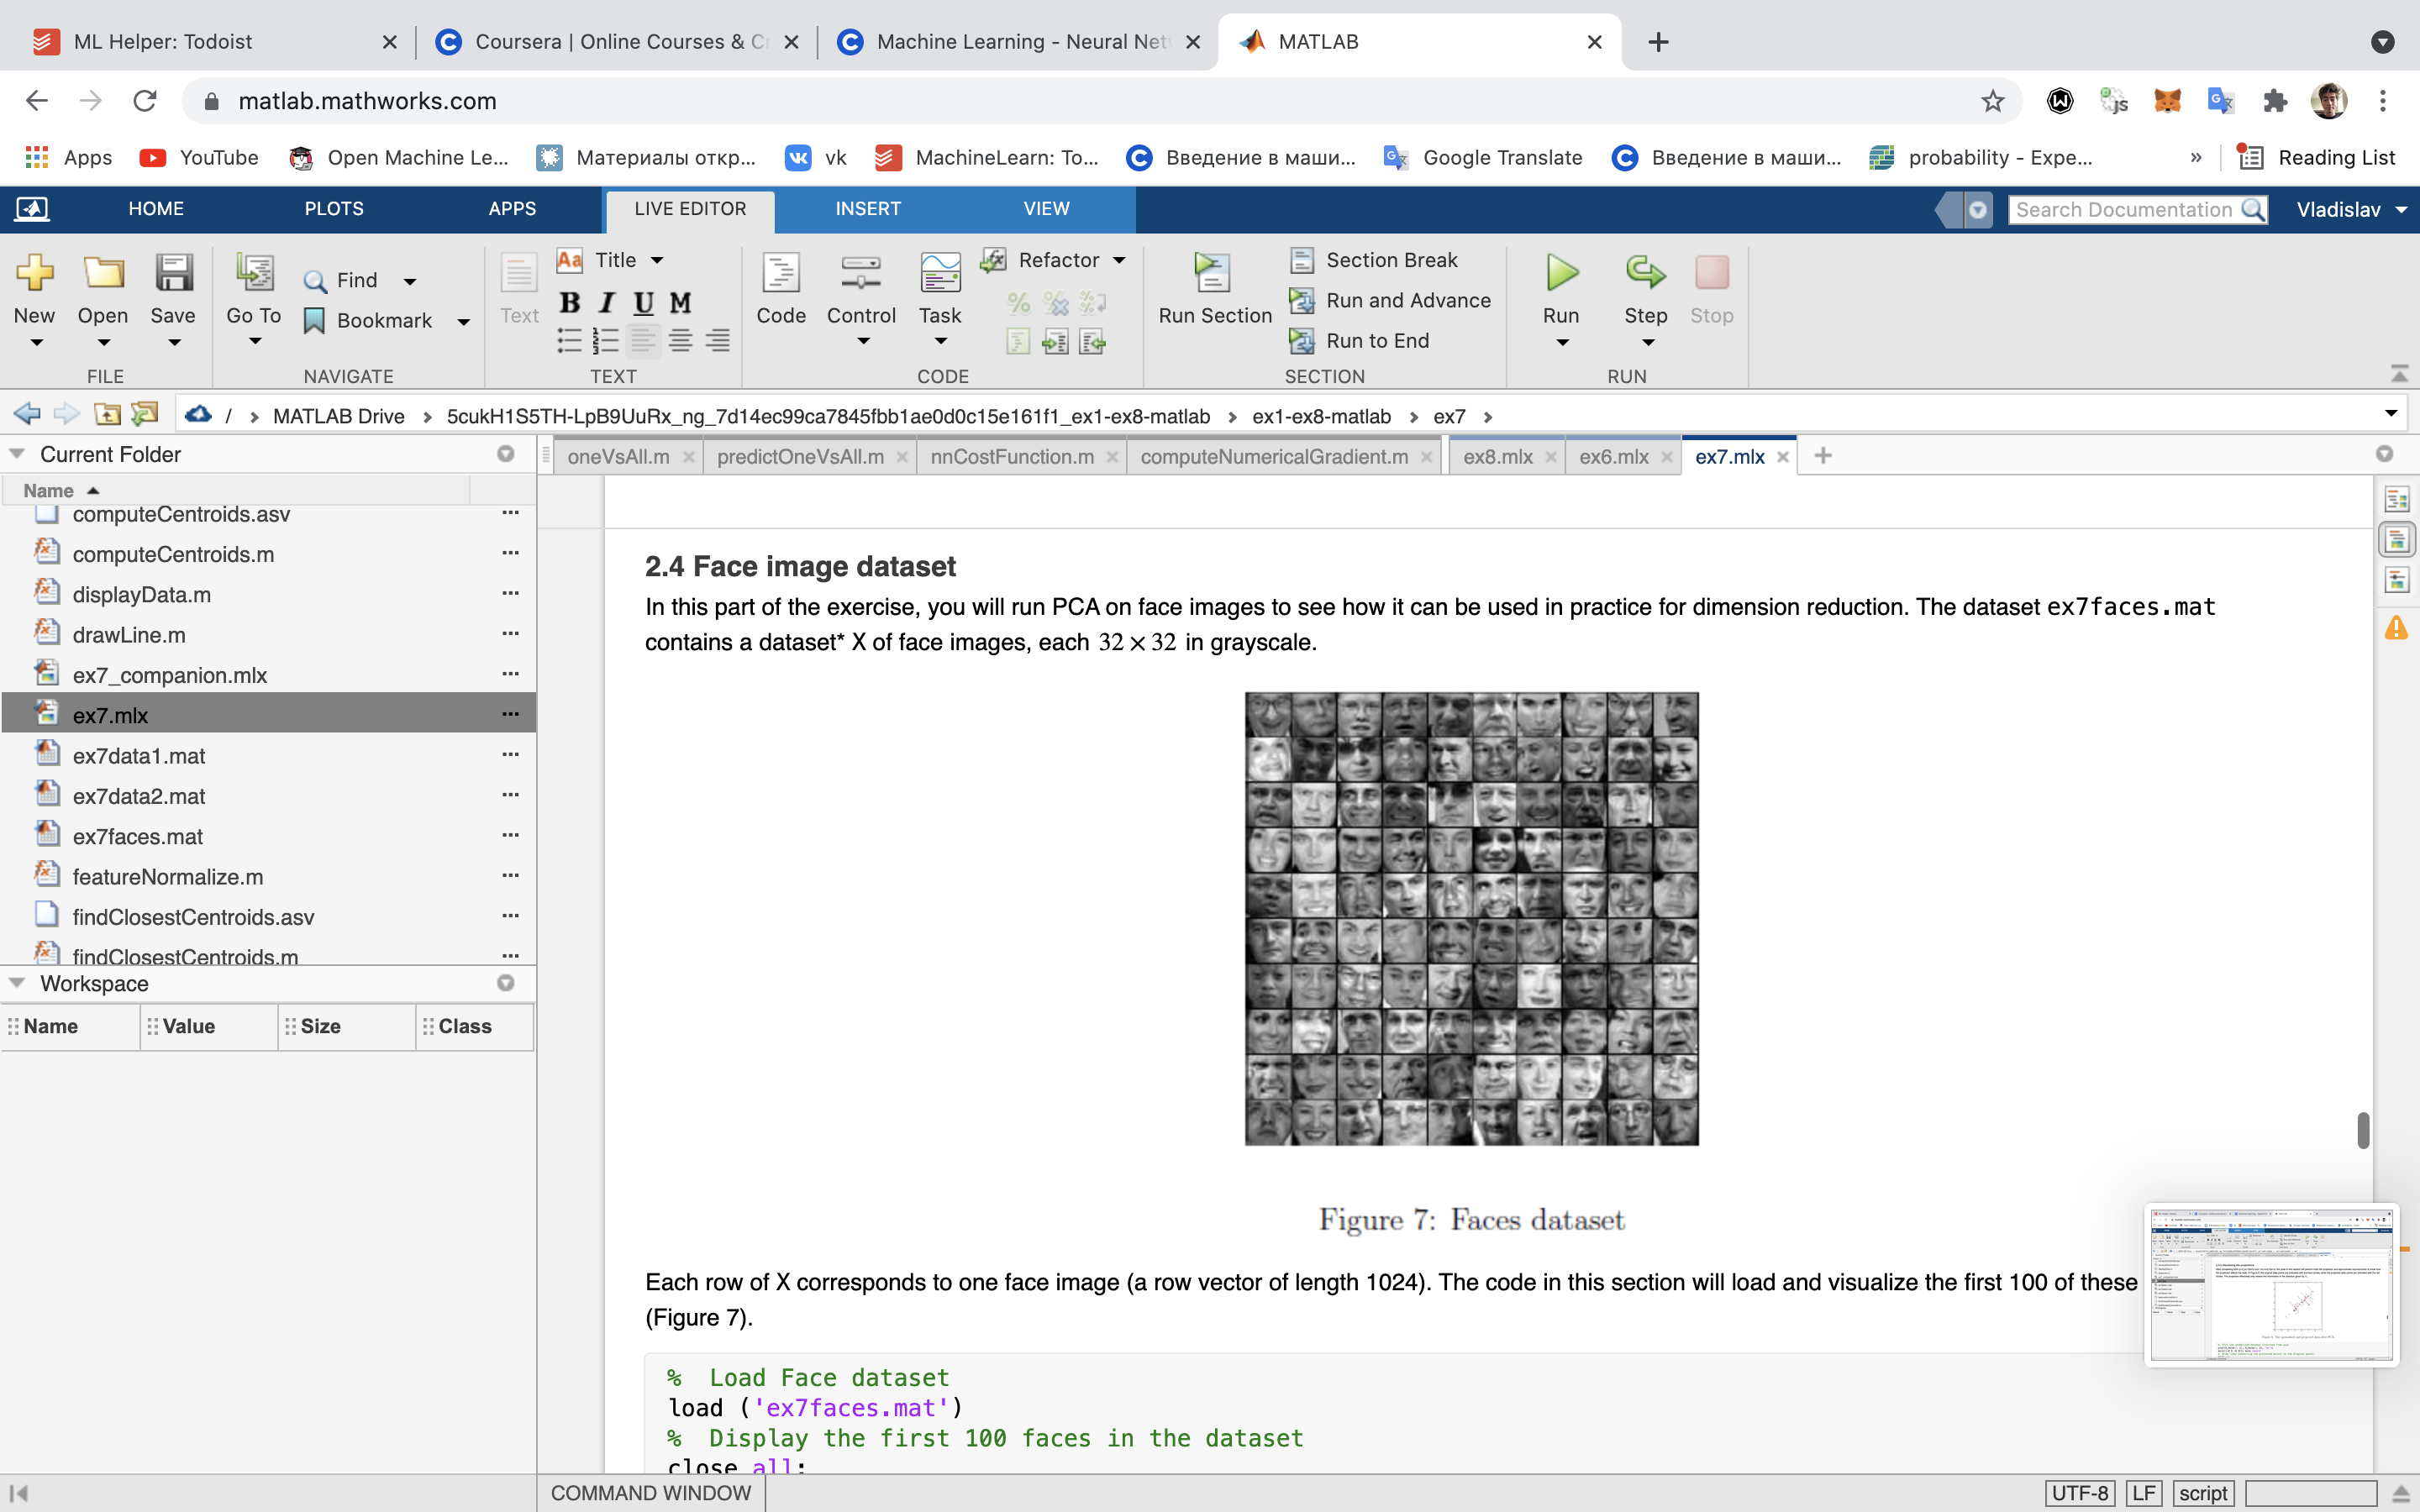 ML Helper: Todoist
Coursera | Online Courses & Cr
Machine Learning - Neural Net
MATLAB
matlab.mathworks.com
Apps
YouTube
Open Machine Le...
Материалы откр...
vk
MachineLearn: To...
Введение в маши...
Google Translate
Введение в маши...
probability - Expe...
»
Reading List
HOME
PLOTS
APPS
LIVE EDITOR
INSERT
VIEW
Search Documentation
Vladislav
New
Open
Save
FILE
Go To
Find
Bookmark
NAVIGATE
Text
Aa Title
B I U M
TEXT
Code
Control
Task
Refactor
CODE
Run Section
Section Break
Run and Advance
Run to End
SECTION
Run
Step
Stop
RUN
/ › MATLAB Drive › 5cukH1S5TH-LpB9UuRx_ng_7d14ec99ca7845fbb1ae0d0c15e161f1_ex1-ex8-matlab › ex1-ex8-matlab › ex7 ›
Current Folder
Name
computeCentroids.asv
computeCentroids.m
displayData.m
drawLine.m
ex7_companion.mlx
ex7.mlx
ex7data1.mat
ex7data2.mat
ex7faces.mat
featureNormalize.m
findClosestCentroids.asv
findClosestCentroids.m
Workspace
Name
Value
Size
Class
oneVsAll.m
predictOneVsAll.m
nnCostFunction.m
computeNumericalGradient.m
ex8.mlx
ex6.mlx
ex7.mlx
2.4 Face image dataset
In this part of the exercise, you will run PCA on face images to see how it can be used in practice for dimension reduction. The dataset ex7faces.mat
contains a dataset* X of face images, each 32 × 32 in grayscale.
Figure 7: Faces dataset
Each row of X corresponds to one face image (a row vector of length 1024). The code in this section will load and visualize the first 100 of these
(Figure 7).
% Load Face dataset
load ('ex7faces.mat')
% Display the first 100 faces in the dataset
close all;
COMMAND WINDOW
UTF-8
LF
script